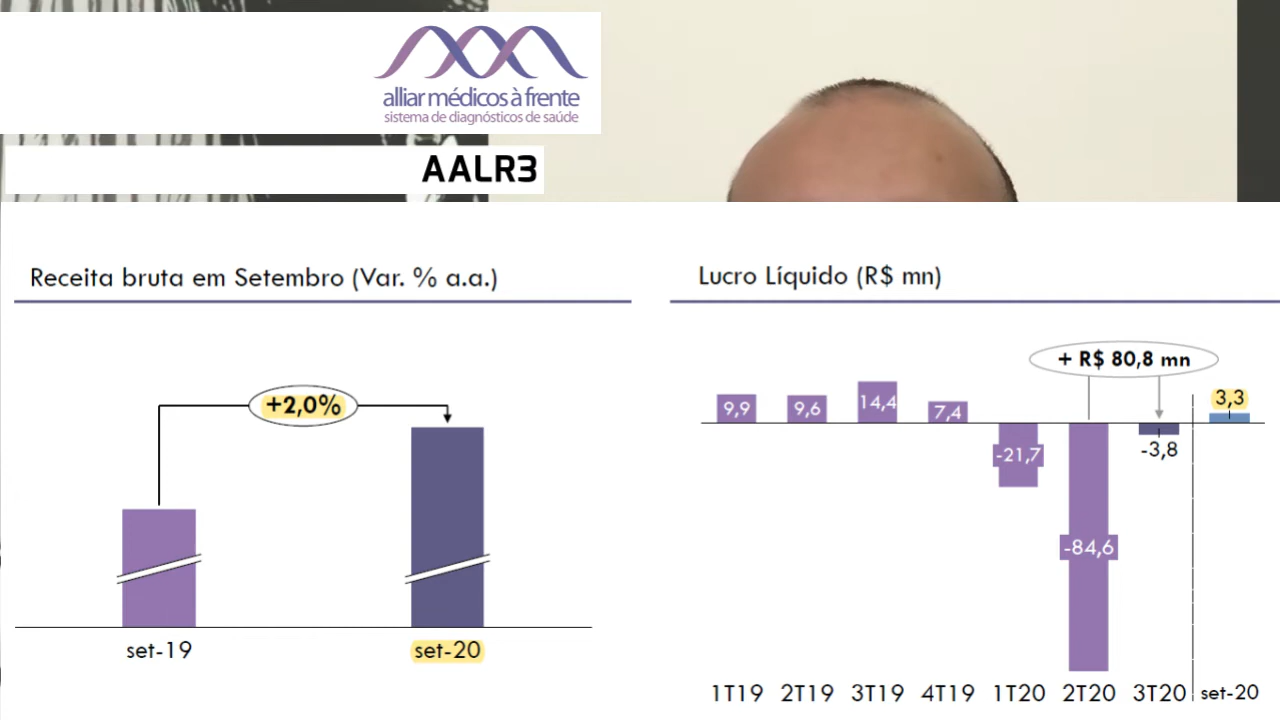 alliar médicos à frente
sistema de diagnósticos de saúde
AALR3
Receita bruta em Setembro (Var. % a.a.)
+2,0%
set-19
set-20
Lucro Líquido (R$ mn)
+ R$ 80,8 mn
9,9
9,6
14,4
7,4
-21,7
-84,6
-3,8
3,3
1T19
2T19
3T19
4T19
1T20
2T20
3T20
set-20